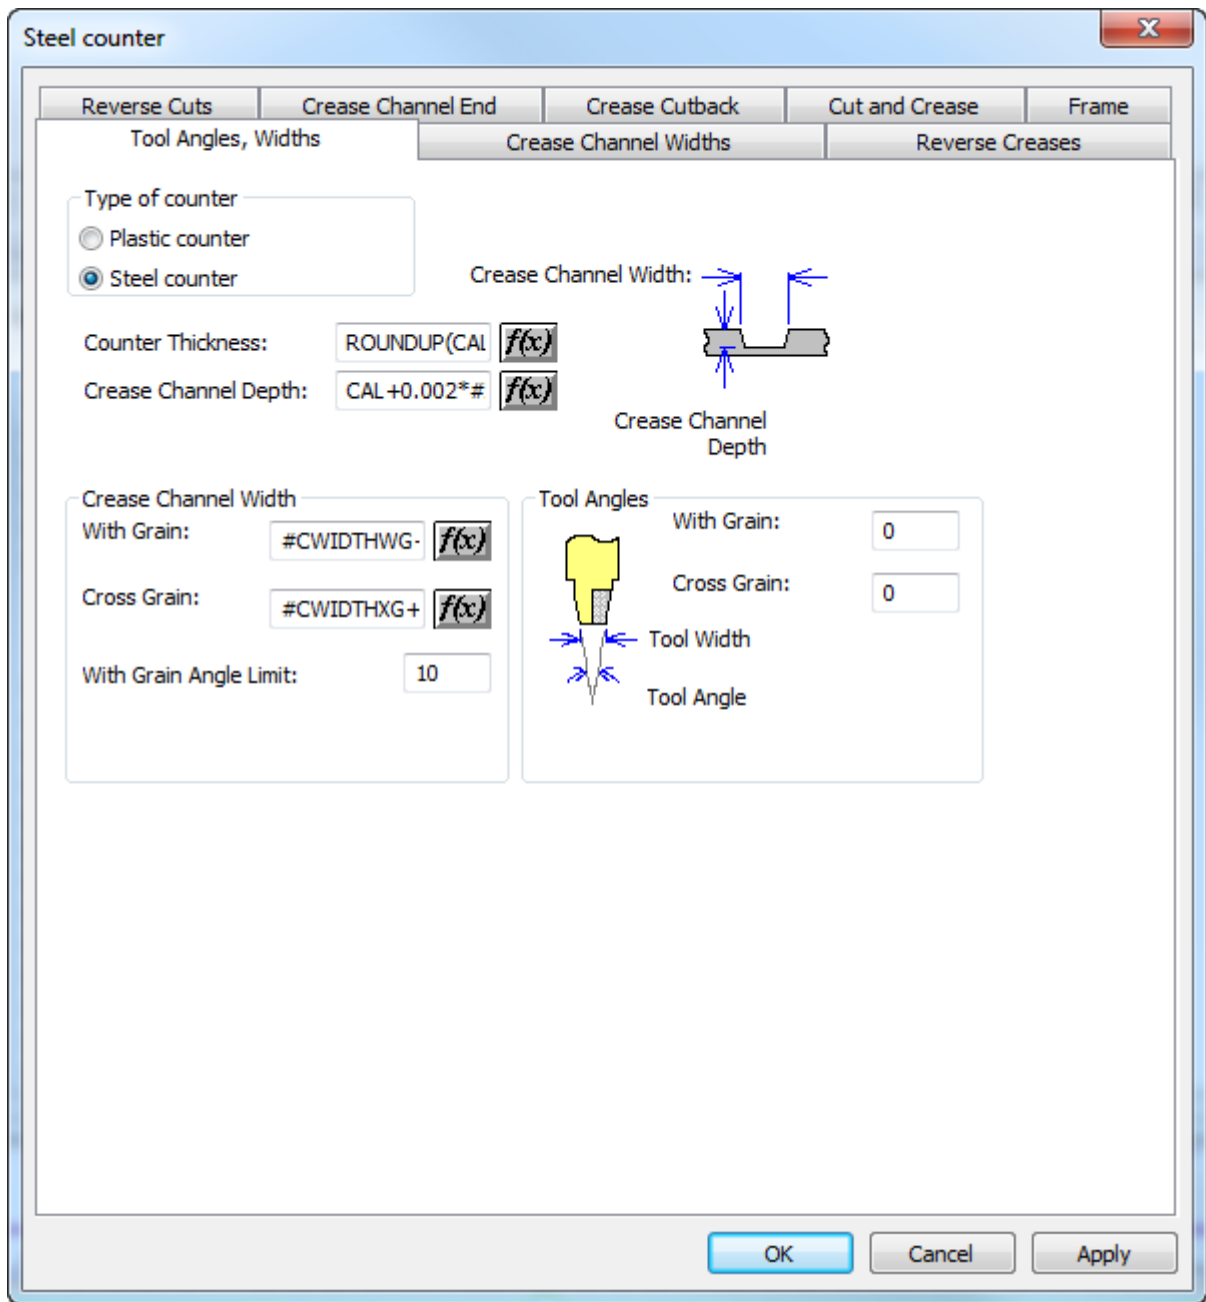 Steel counter
Reverse Cuts
Crease Channel End
Crease Cutback
Cut and Crease
Frame
Tool Angles, Widths
Crease Channel Widths
Reverse Creases
Type of counter
Plastic counter
Steel counter
Crease Channel Width:
Counter Thickness:
ROUNDUP(CAL
f(x)
Crease Channel Depth:
CAL+0.002*#
f(x)
Crease Channel
Depth
Crease Channel Width
With Grain:
#CWIDTHWG-
f(x)
Cross Grain:
#CWIDTHXG+
f(x)
With Grain Angle Limit:
10
Tool Angles
With Grain:
0
Cross Grain:
0
Tool Width
Tool Angle
OK
Cancel
Apply